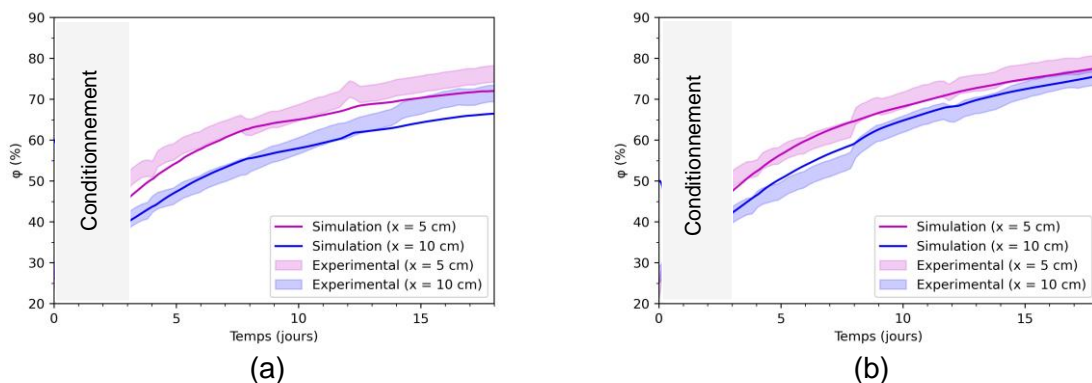 90
80
70
60
50
40
30
20
φ (%)
Conditionnement
Simulation (x = 5 cm)
Simulation (x = 10 cm)
Experimental (x = 5 cm)
Experimental (x = 10 cm)
0
5
10
15
Temps (jours)
(a)
90
80
70
60
50
40
30
20
φ (%)
Conditionnement
Simulation (x = 5 cm)
Simulation (x = 10 cm)
Experimental (x = 5 cm)
Experimental (x = 10 cm)
0
5
10
15
Temps (jours)
(b)